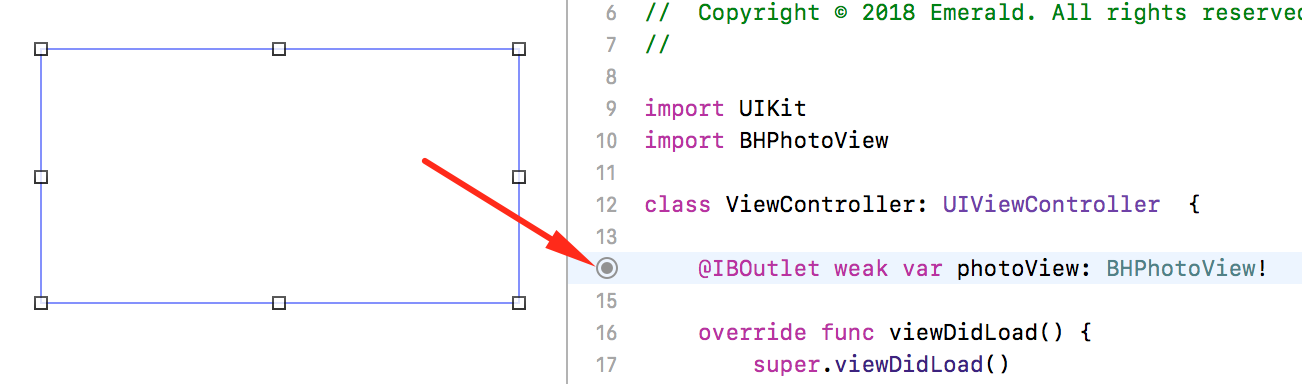 6 //  Copyright © 2018 Emerald. All rights reserved
7 //
8
9 import UIKit
10 import BHPhotoView
11
12 class ViewController: UIViewController  {
13
@IBOutlet weak var photoView: BHPhotoView!
15
16 override func viewDidLoad() {
17 super.viewDidLoad()